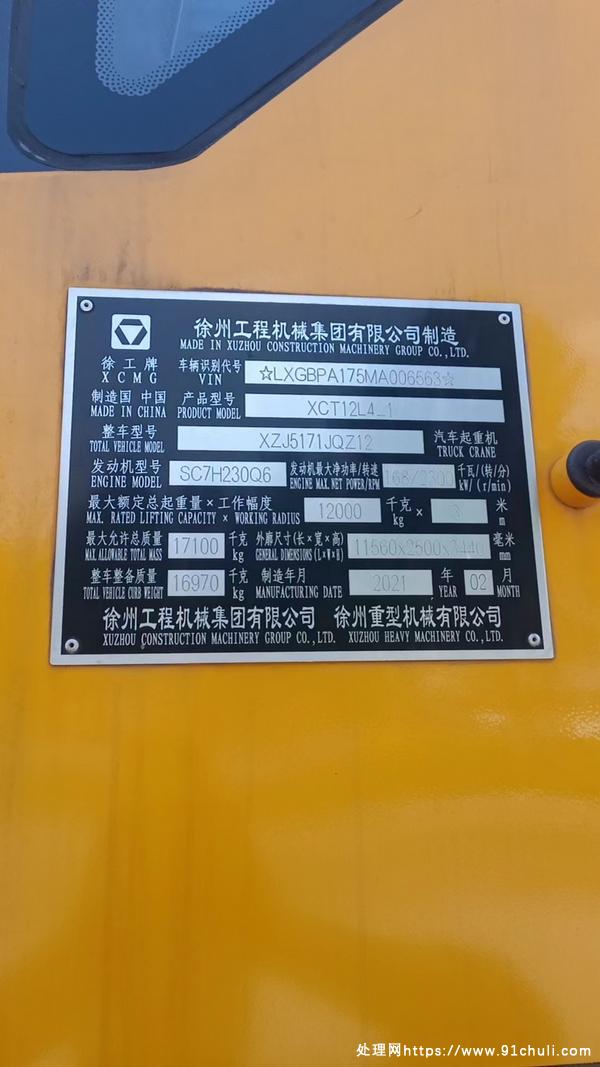 徐州工程机械集团有限公司制造
MADE IN XUZHOU CONSTRUCTION MACHINERY GROUP CO.,LTD.
徐工牌 车辆识别代号 ☆LXGBPA175MA006563☆
XCMG VIN
制造国 中国 产品型号 XCT12L4_1
MADE IN CHINA PRODUCT MODEL
整车型号 XZJ5171JQZ12 汽车起重机
TOTAL VEHICLE MODEL TRUCK CRANE
发动机型号 SC7H230Q6 发动机最大净功率/转速 168/2300 千瓦/(转/分)
ENGINE MODEL ENGINE MAX.NET POWER/RPM kW/(r/min)
最大额定总起重量×工作幅度 12000 千克 × 3 米
MAX. RATED LIFTING CAPACITY × WORKING RADIUS kg m
最大允许总质量 17100 千克 外廓尺寸(长×宽×高) 11560x2500x3440 毫米
MAX. ALLOWABLE TOTAL MASS kg GENERAL DIMENSIONS(L×W×H) mm
整车整备质量 16970 千克 制造年月 2021 年 02 月
TOTAL VEHICLE CURB WEIGHT kg MANUFACTURING DATE YEAR MONTH
徐州工程机械集团有限公司 徐州重型机械有限公司
XUZHOU CONSTRUCTION MACHINERY GROUP CO.,LTD. XUZHOU HEAVY MACHINERY CO.,LTD.
处理网https://www.91chuli.com